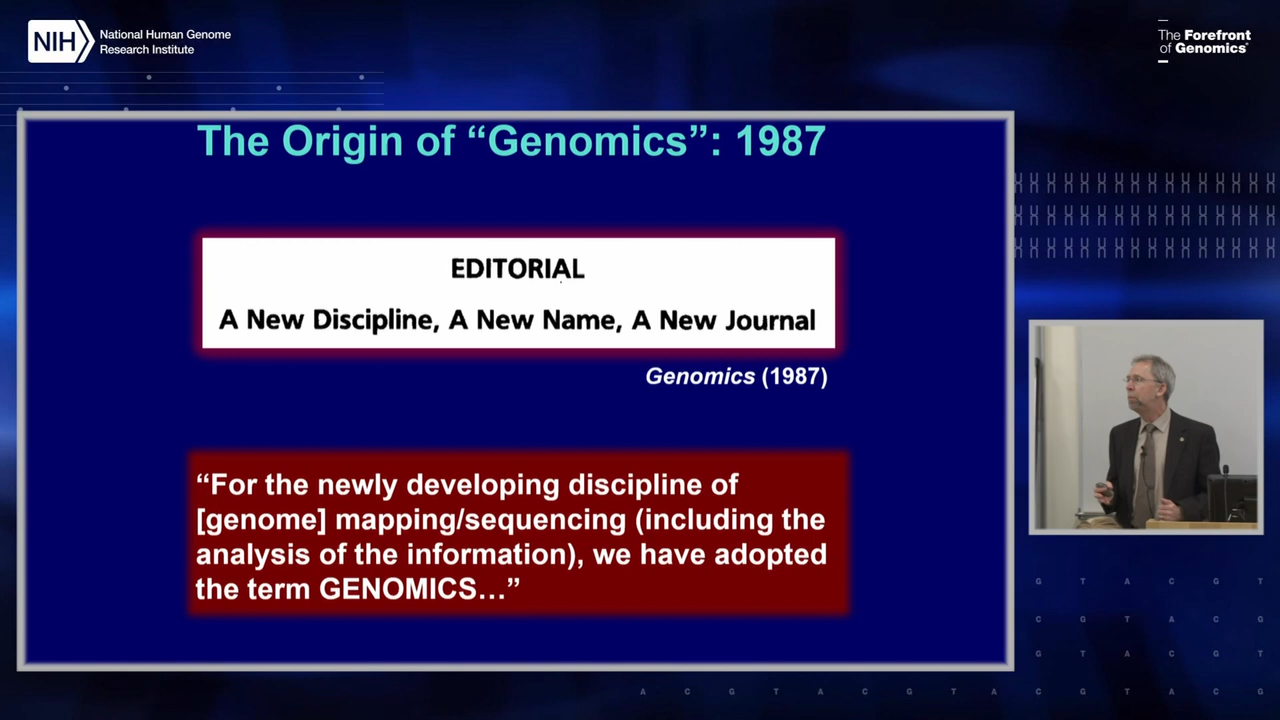 NIH
National Human Genome
Research Institute
The Forefront
of Genomics®
The Origin of “Genomics”: 1987
EDITORIAL
A New Discipline, A New Name, A New Journal
Genomics (1987)
“For the newly developing discipline of
[genome] mapping/sequencing (including the
analysis of the information), we have adopted
the term GENOMICS…”
G T A C G T
C G T A C G
G T A C G T
A C G T A C G T A C G T A C G